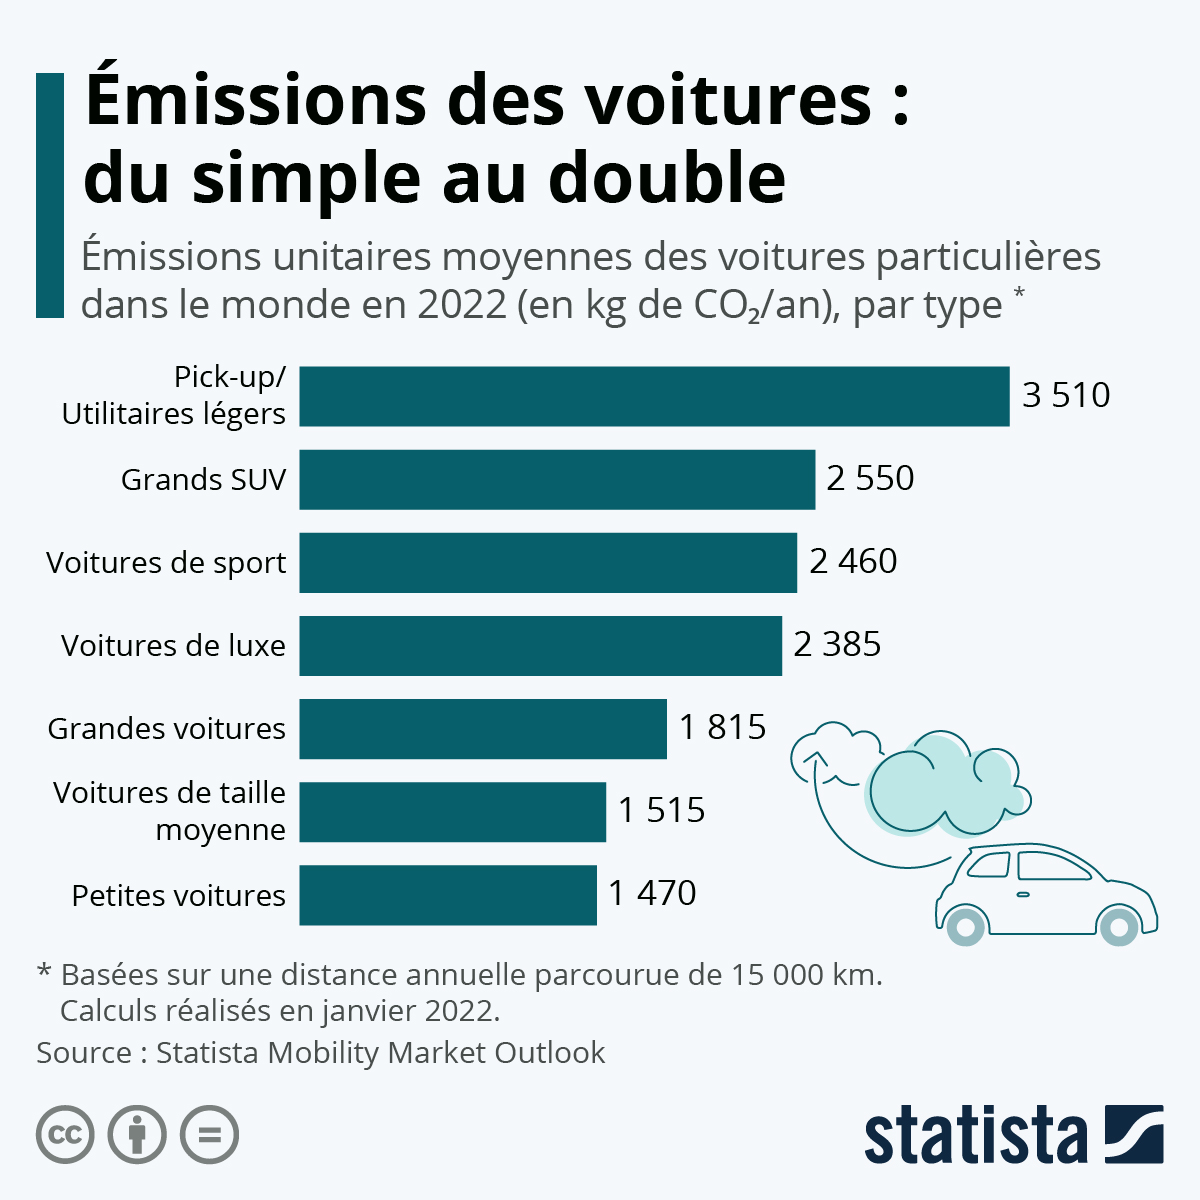 Émissions des voitures :
du simple au double
Émissions unitaires moyennes des voitures particulières
dans le monde en 2022 (en kg de CO₂/an), par type *
Pick-up/
Utilitaires légers
3 510
Grands SUV
2 550
Voitures de sport
2 460
Voitures de luxe
2 385
Grandes voitures
1 815
Voitures de taille
moyenne
1 515
Petites voitures
1 470
* Basées sur une distance annuelle parcourue de 15 000 km.
Calculs réalisés en janvier 2022.
Source : Statista Mobility Market Outlook
cc
statista